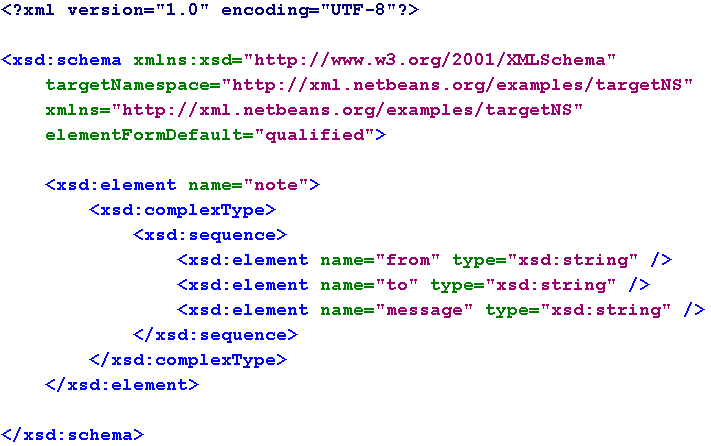 <?xml version="1.0" encoding="UTF-8"?>
<xsd:schema xmlns:xsd="http://www.w3.org/2001/XMLSchema"
    targetNamespace="http://xml.netbeans.org/examples/targetNS"
    xmlns="http://xml.netbeans.org/examples/targetNS"
    elementFormDefault="qualified">
    <xsd:element name="note">
        <xsd:complexType>
            <xsd:sequence>
                <xsd:element name="from" type="xsd:string" />
                <xsd:element name="to" type="xsd:string" />
                <xsd:element name="message" type="xsd:string" />
            </xsd:sequence>
        </xsd:complexType>
    </xsd:element>
</xsd:schema>